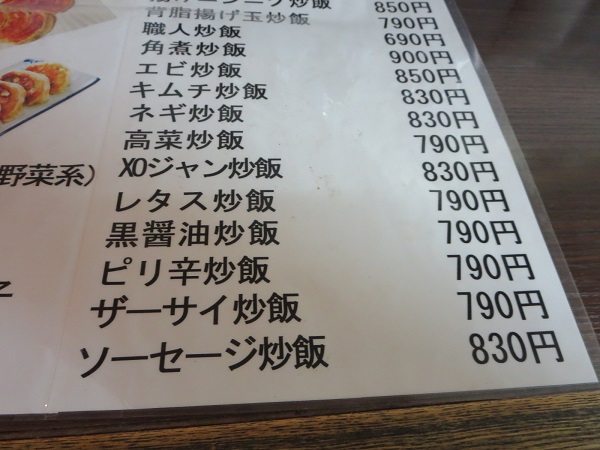 炒飯 850円
背脂揚げ玉炒飯 790円
職人炒飯 690円
角煮炒飯 900円
エビ炒飯 850円
キムチ炒飯 830円
ネギ炒飯 830円
高菜炒飯 790円
XOジャン炒飯 830円
レタス炒飯 790円
黒醤油炒飯 790円
ピリ辛炒飯 790円
ザーサイ炒飯 790円
ソーセージ炒飯 830円
野菜系)